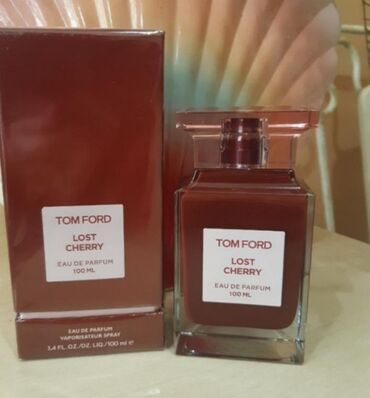 TOM FORD
LOST
CHERRY
EAU DE PARFUM
100 ML
EAU DE PARFUM
VAPORISATEUR SPRAY
3.4 FL. OZ./OZ. LIQ./100 ml ℮
TOM FORD
LOST
CHERRY
EAU DE PARFUM
100 ML